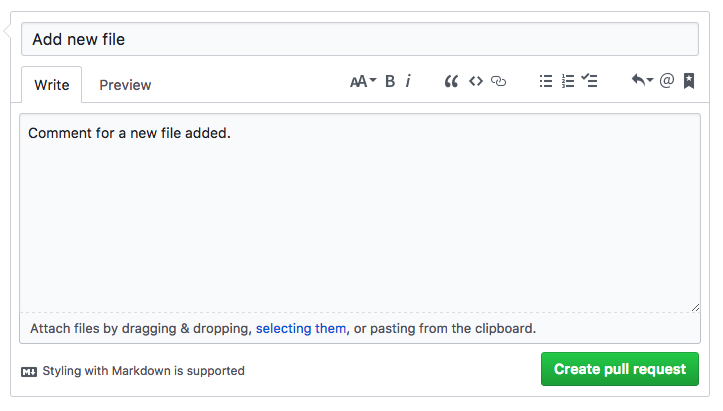 Add new file
Write Preview
AA B i
Comment for a new file added.
Attach files by dragging & dropping, selecting them, or pasting from the clipboard.
Styling with Markdown is supported
Create pull request